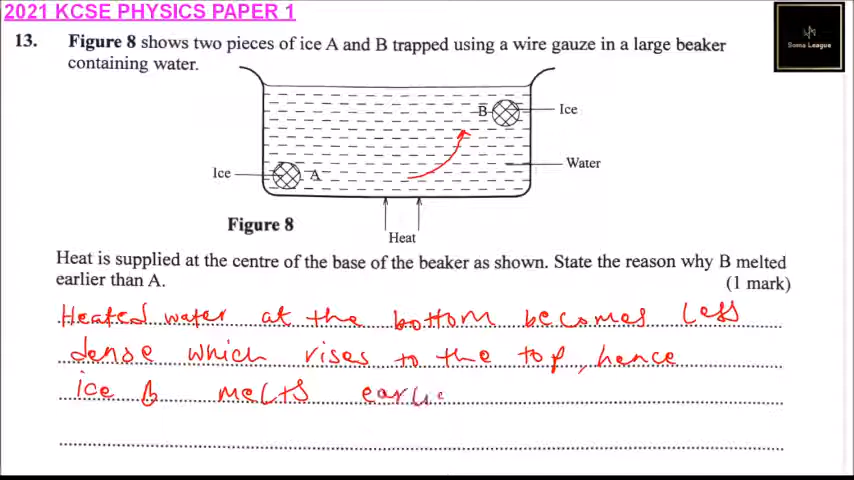 2021 KCSE PHYSICS PAPER 1
13. Figure 8 shows two pieces of ice A and B trapped using a wire gauze in a large beaker
containing water.
Soma League
B
Ice
Water
Ice
A
Figure 8
Heat
Heat is supplied at the centre of the base of the beaker as shown. State the reason why B melted
earlier than A. (1 mark)
Heated water at the bottom becomes less
dense which rises to the top, hence
ice B melts earlie